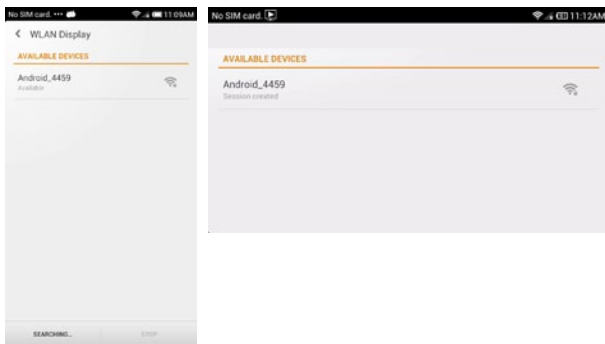 No SIM card. ••• 11:09AM
WLAN Display
AVAILABLE DEVICES
Android_4459
Available
SEARCHING... STOP
No SIM card. 11:12AM
AVAILABLE DEVICES
Android_4459
Session created